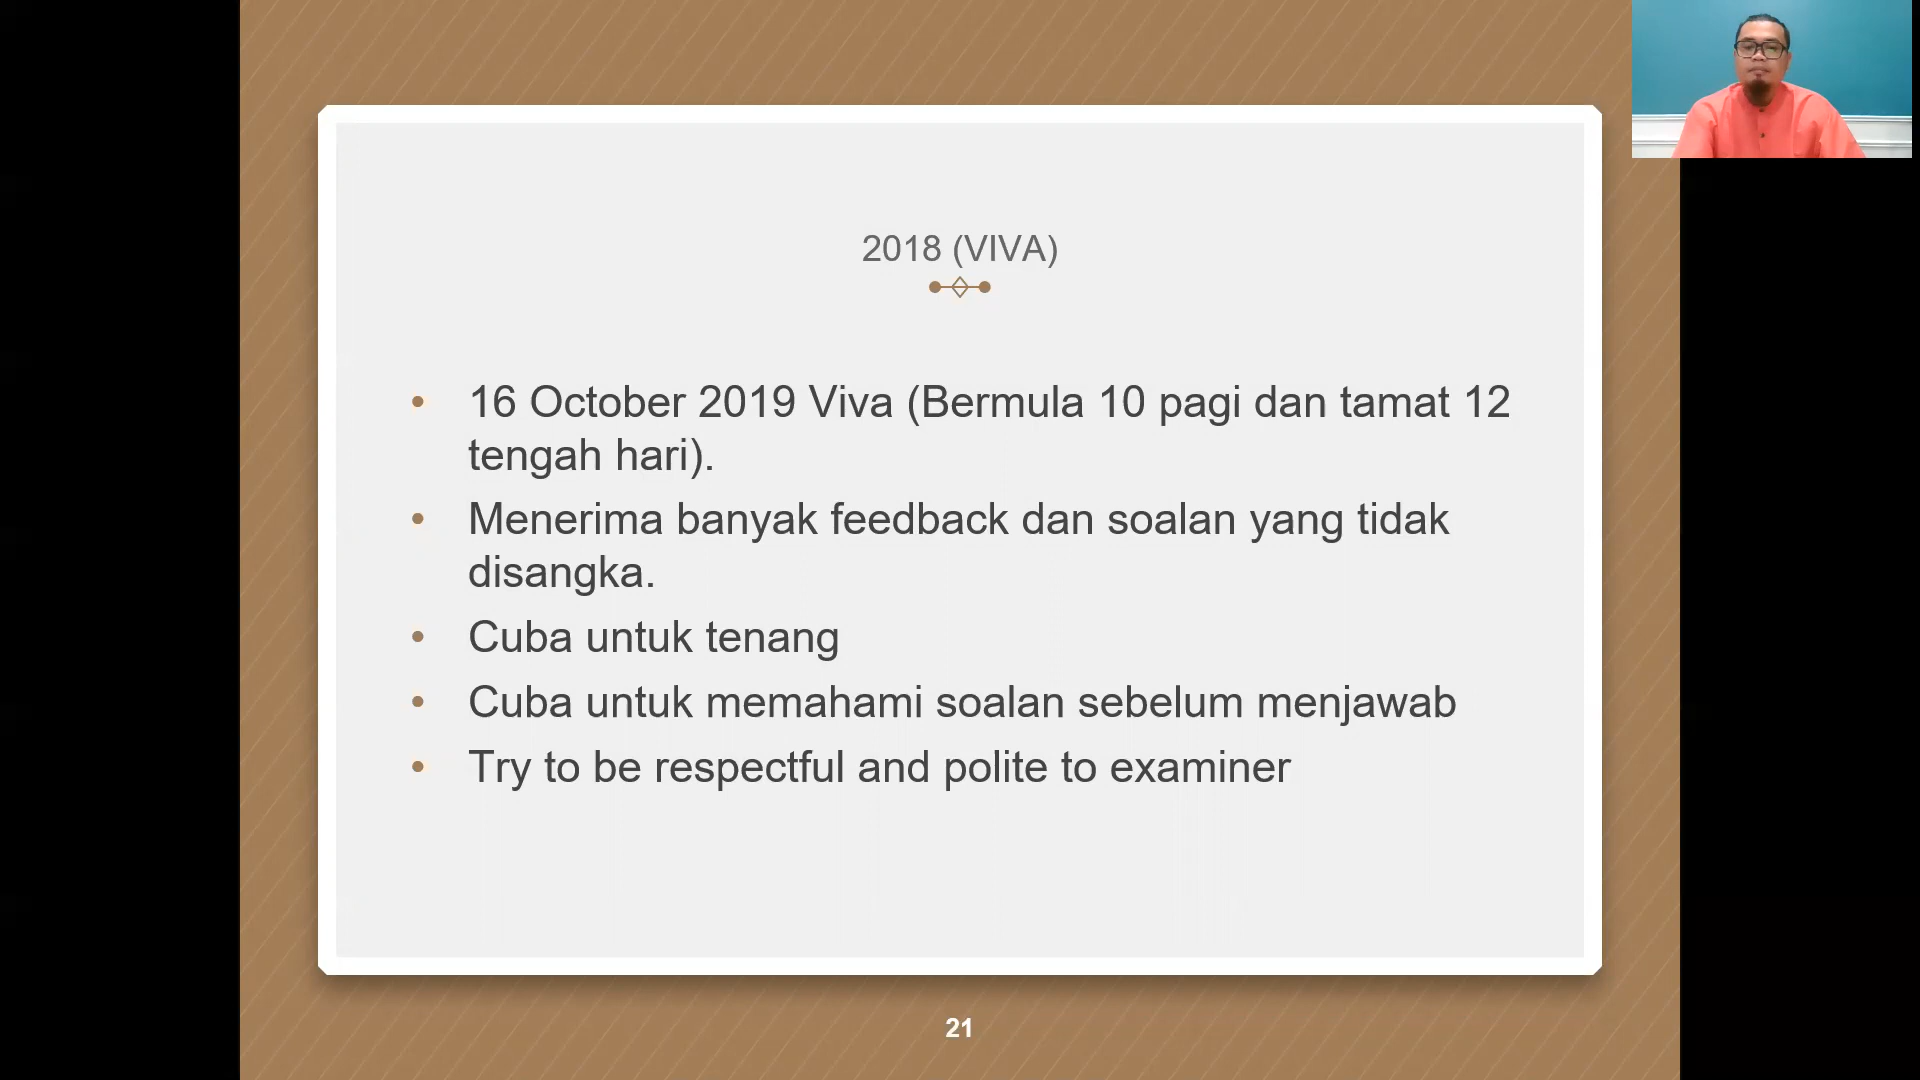 2018 (VIVA)
• 16 October 2019 Viva (Bermula 10 pagi dan tamat 12
tengah hari).
• Menerima banyak feedback dan soalan yang tidak
disangka.
• Cuba untuk tenang
• Cuba untuk memahami soalan sebelum menjawab
• Try to be respectful and polite to examiner
21